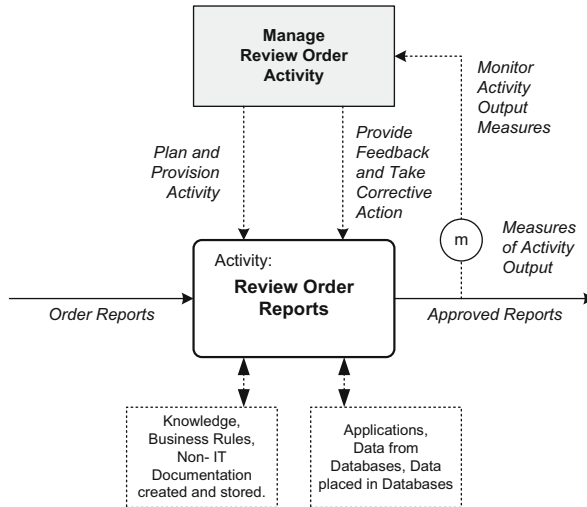 Manage
Review Order
Activity
Monitor
Activity
Output
Measures
Plan and
Provision
Activity
Provide
Feedback
and Take
Corrective
Action
m
Measures
of Activity
Output
Activity:
Review Order
Reports
Order Reports
Approved Reports
Knowledge,
Business Rules,
Non- IT
Documentation
created and stored.
Applications,
Data from
Databases, Data
placed in Databases